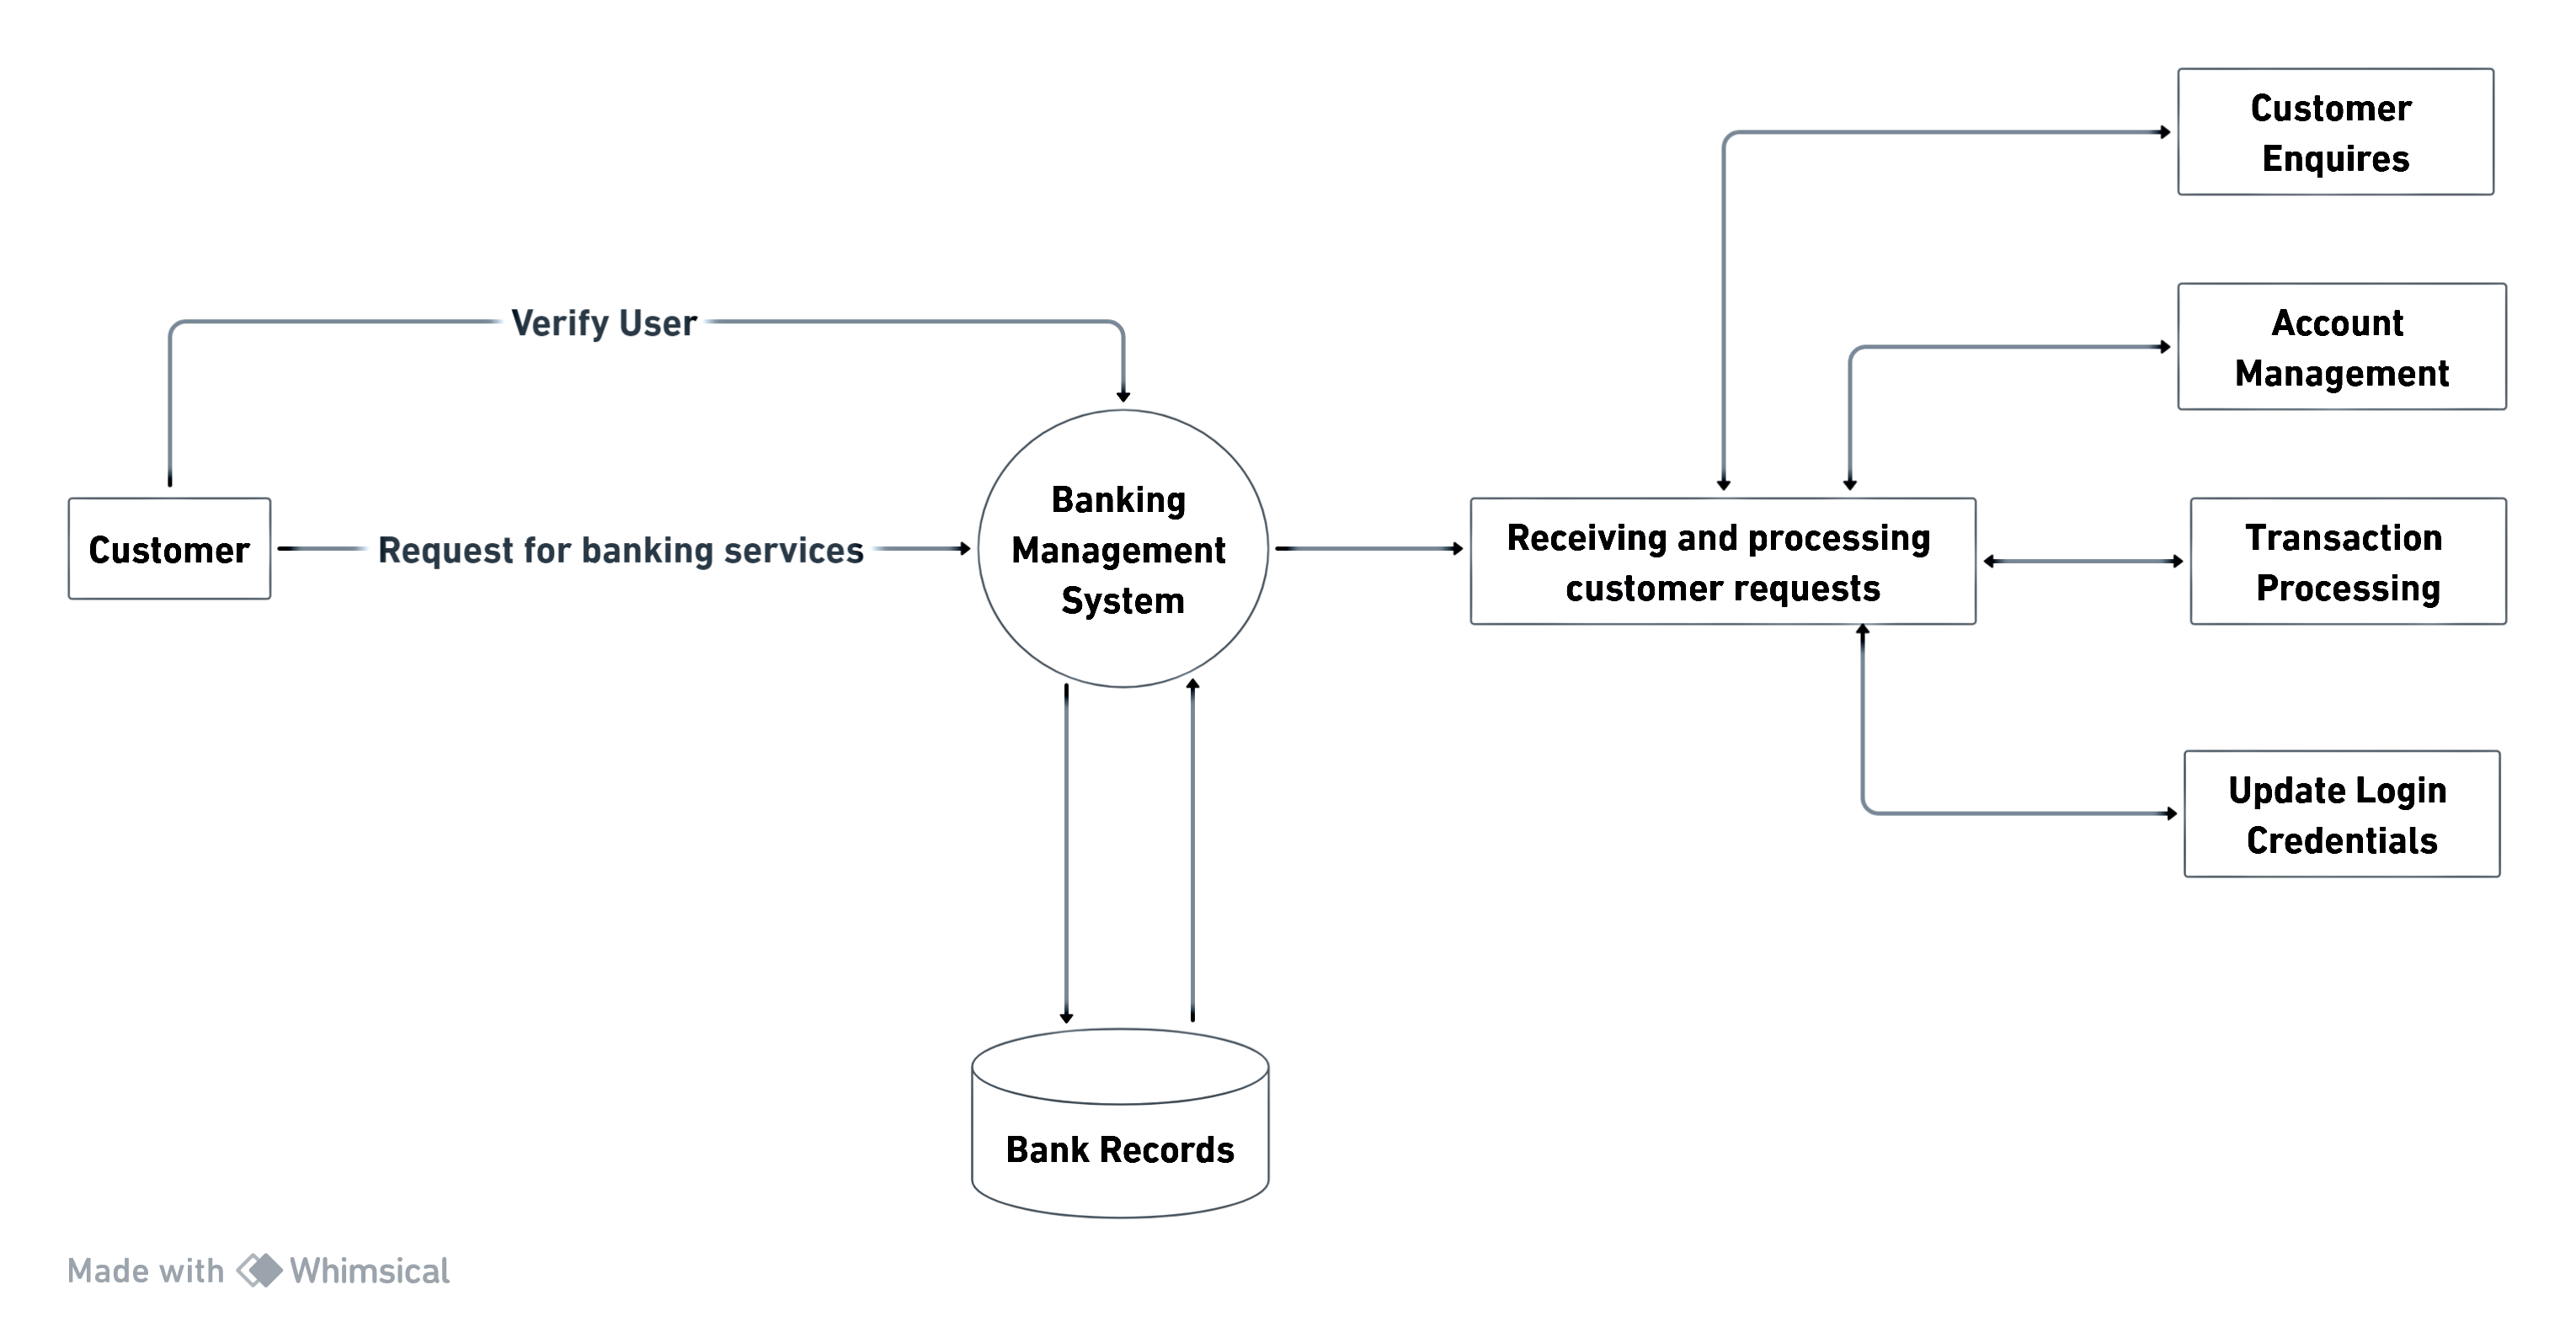 Customer
Enquires
Verify User
Account
Management
Customer
Request for banking services
Banking
Management
System
Receiving and processing
customer requests
Transaction
Processing
Update Login
Credentials
Bank Records
Made with Whimsical